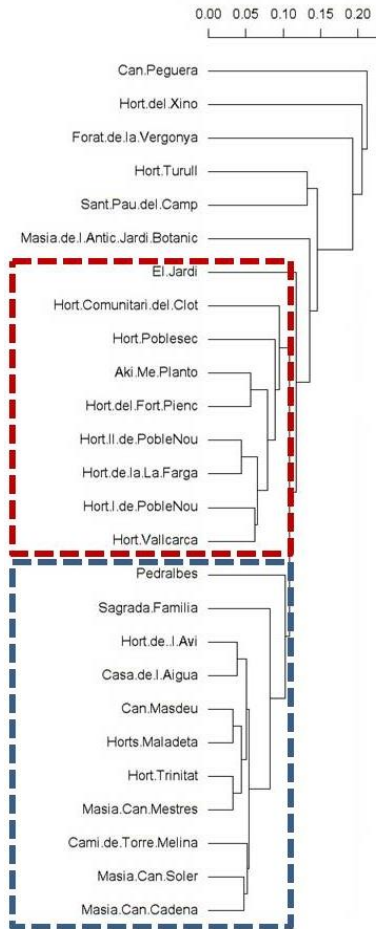 0.00 0.05 0.10 0.15 0.20
Can.Peguera
Hort.del.Xino
Forat.de.la.Vergonya
Hort.Turull
Sant.Pau.del.Camp
Masia.de.l.Antic.Jardi.Botanic
El.Jardi
Hort.Comunitari.del.Clot
Hort.Poblesec
Aki.Me.Planto
Hort.del.Fort.Pienc
Hort.II.de.PobleNou
Hort.de.la.La.Farga
Hort.I.de.PobleNou
Hort.Vallcarca
Pedralbes
Sagrada.Familia
Hort.de..l.Avi
Casa.de.l.Aigua
Can.Masdeu
Horts.Maladeta
Hort.Trinitat
Masia.Can.Mestres
Cami.de.Torre.Melina
Masia.Can.Soler
Masia.Can.Cadena